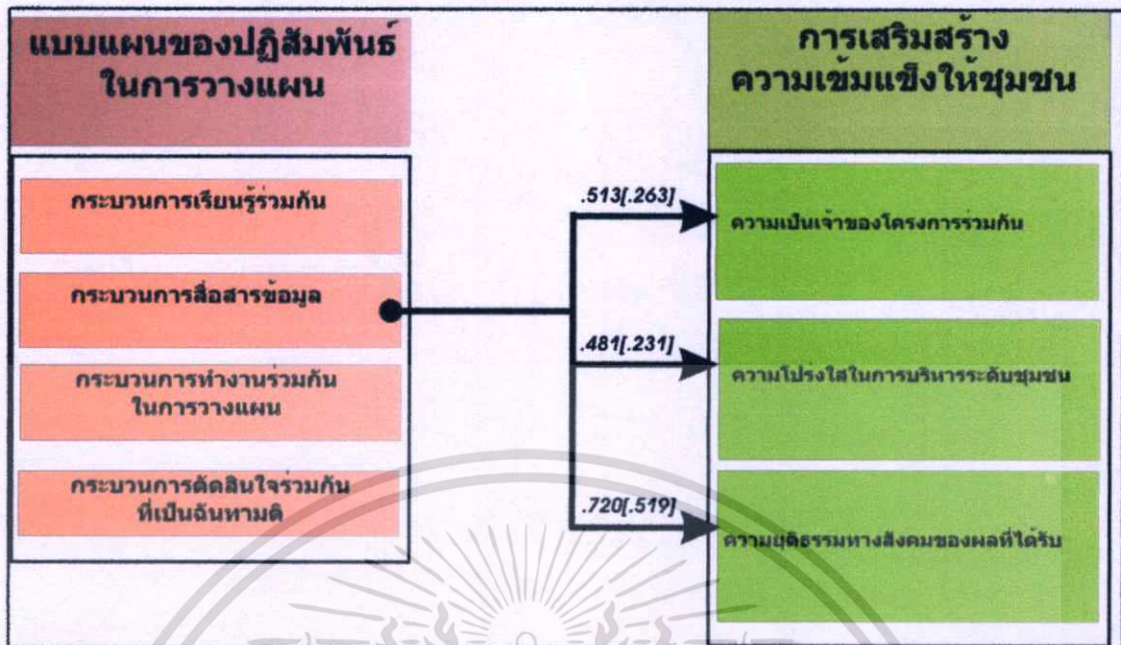 แบบแผนของปฏิสัมพันธ์
ในการวางแผน
กระบวนการเรียนรู้ร่วมกัน
กระบวนการสื่อสารข้อมูล
กระบวนการทำงานร่วมกัน
ในการวางแผน
กระบวนการตัดสินใจร่วมกัน
ที่เป็นฉันทามติ
.513[.263]
.481[.231]
.720[.519]
การเสริมสร้าง
ความเข้มแข็งให้ชุมชน
ความเป็นเจ้าของโครงการร่วมกัน
ความโปร่งใสในการบริหารระดับชุมชน
ความยุติธรรมทางสังคมของผลที่ได้รับ